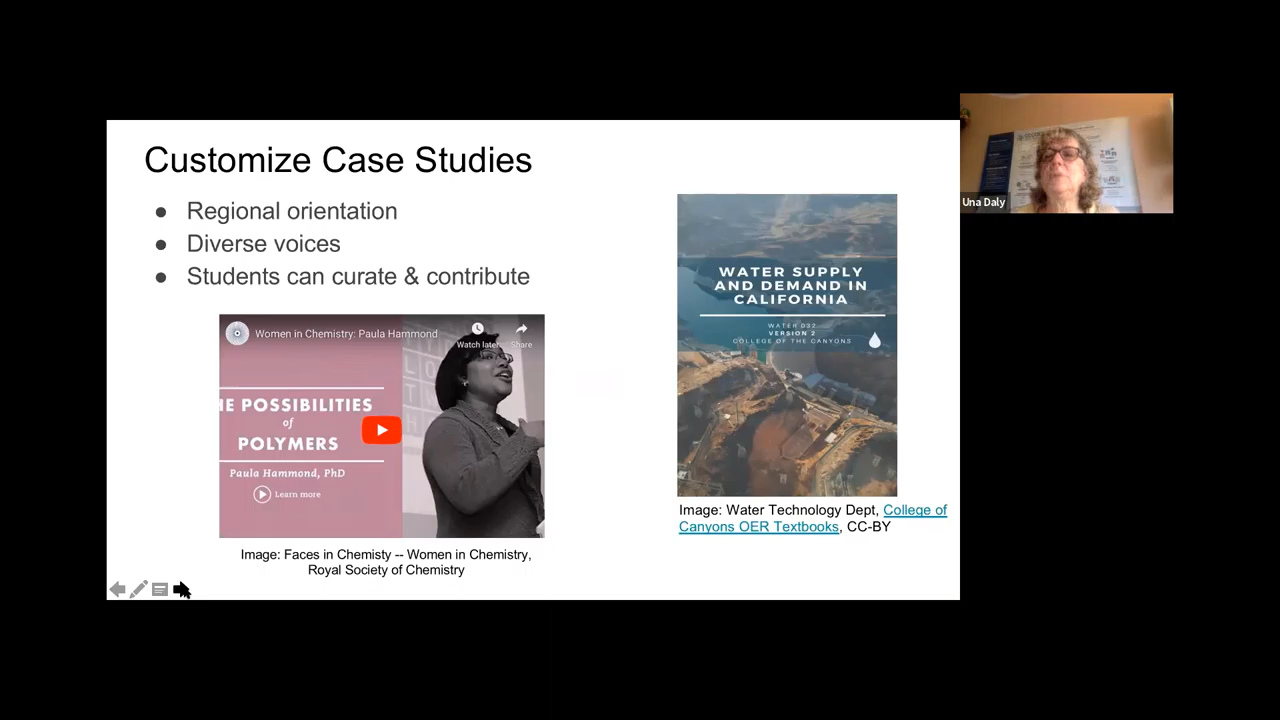 Customize Case Studies
● Regional orientation
● Diverse voices
● Students can curate & contribute
Women in Chemistry: Paula Hammond
Watch later
Share
HE POSSIBILITIES
of
POLYMERS
Paula Hammond, PhD
Learn more
Image: Faces in Chemisty -- Women in Chemistry,
Royal Society of Chemistry
WATER SUPPLY
AND DEMAND IN
CALIFORNIA
WATER 032
VERSION 2
COLLEGE OF THE CANYONS
Image: Water Technology Dept, College of
Canyons OER Textbooks, CC-BY
Una Daly